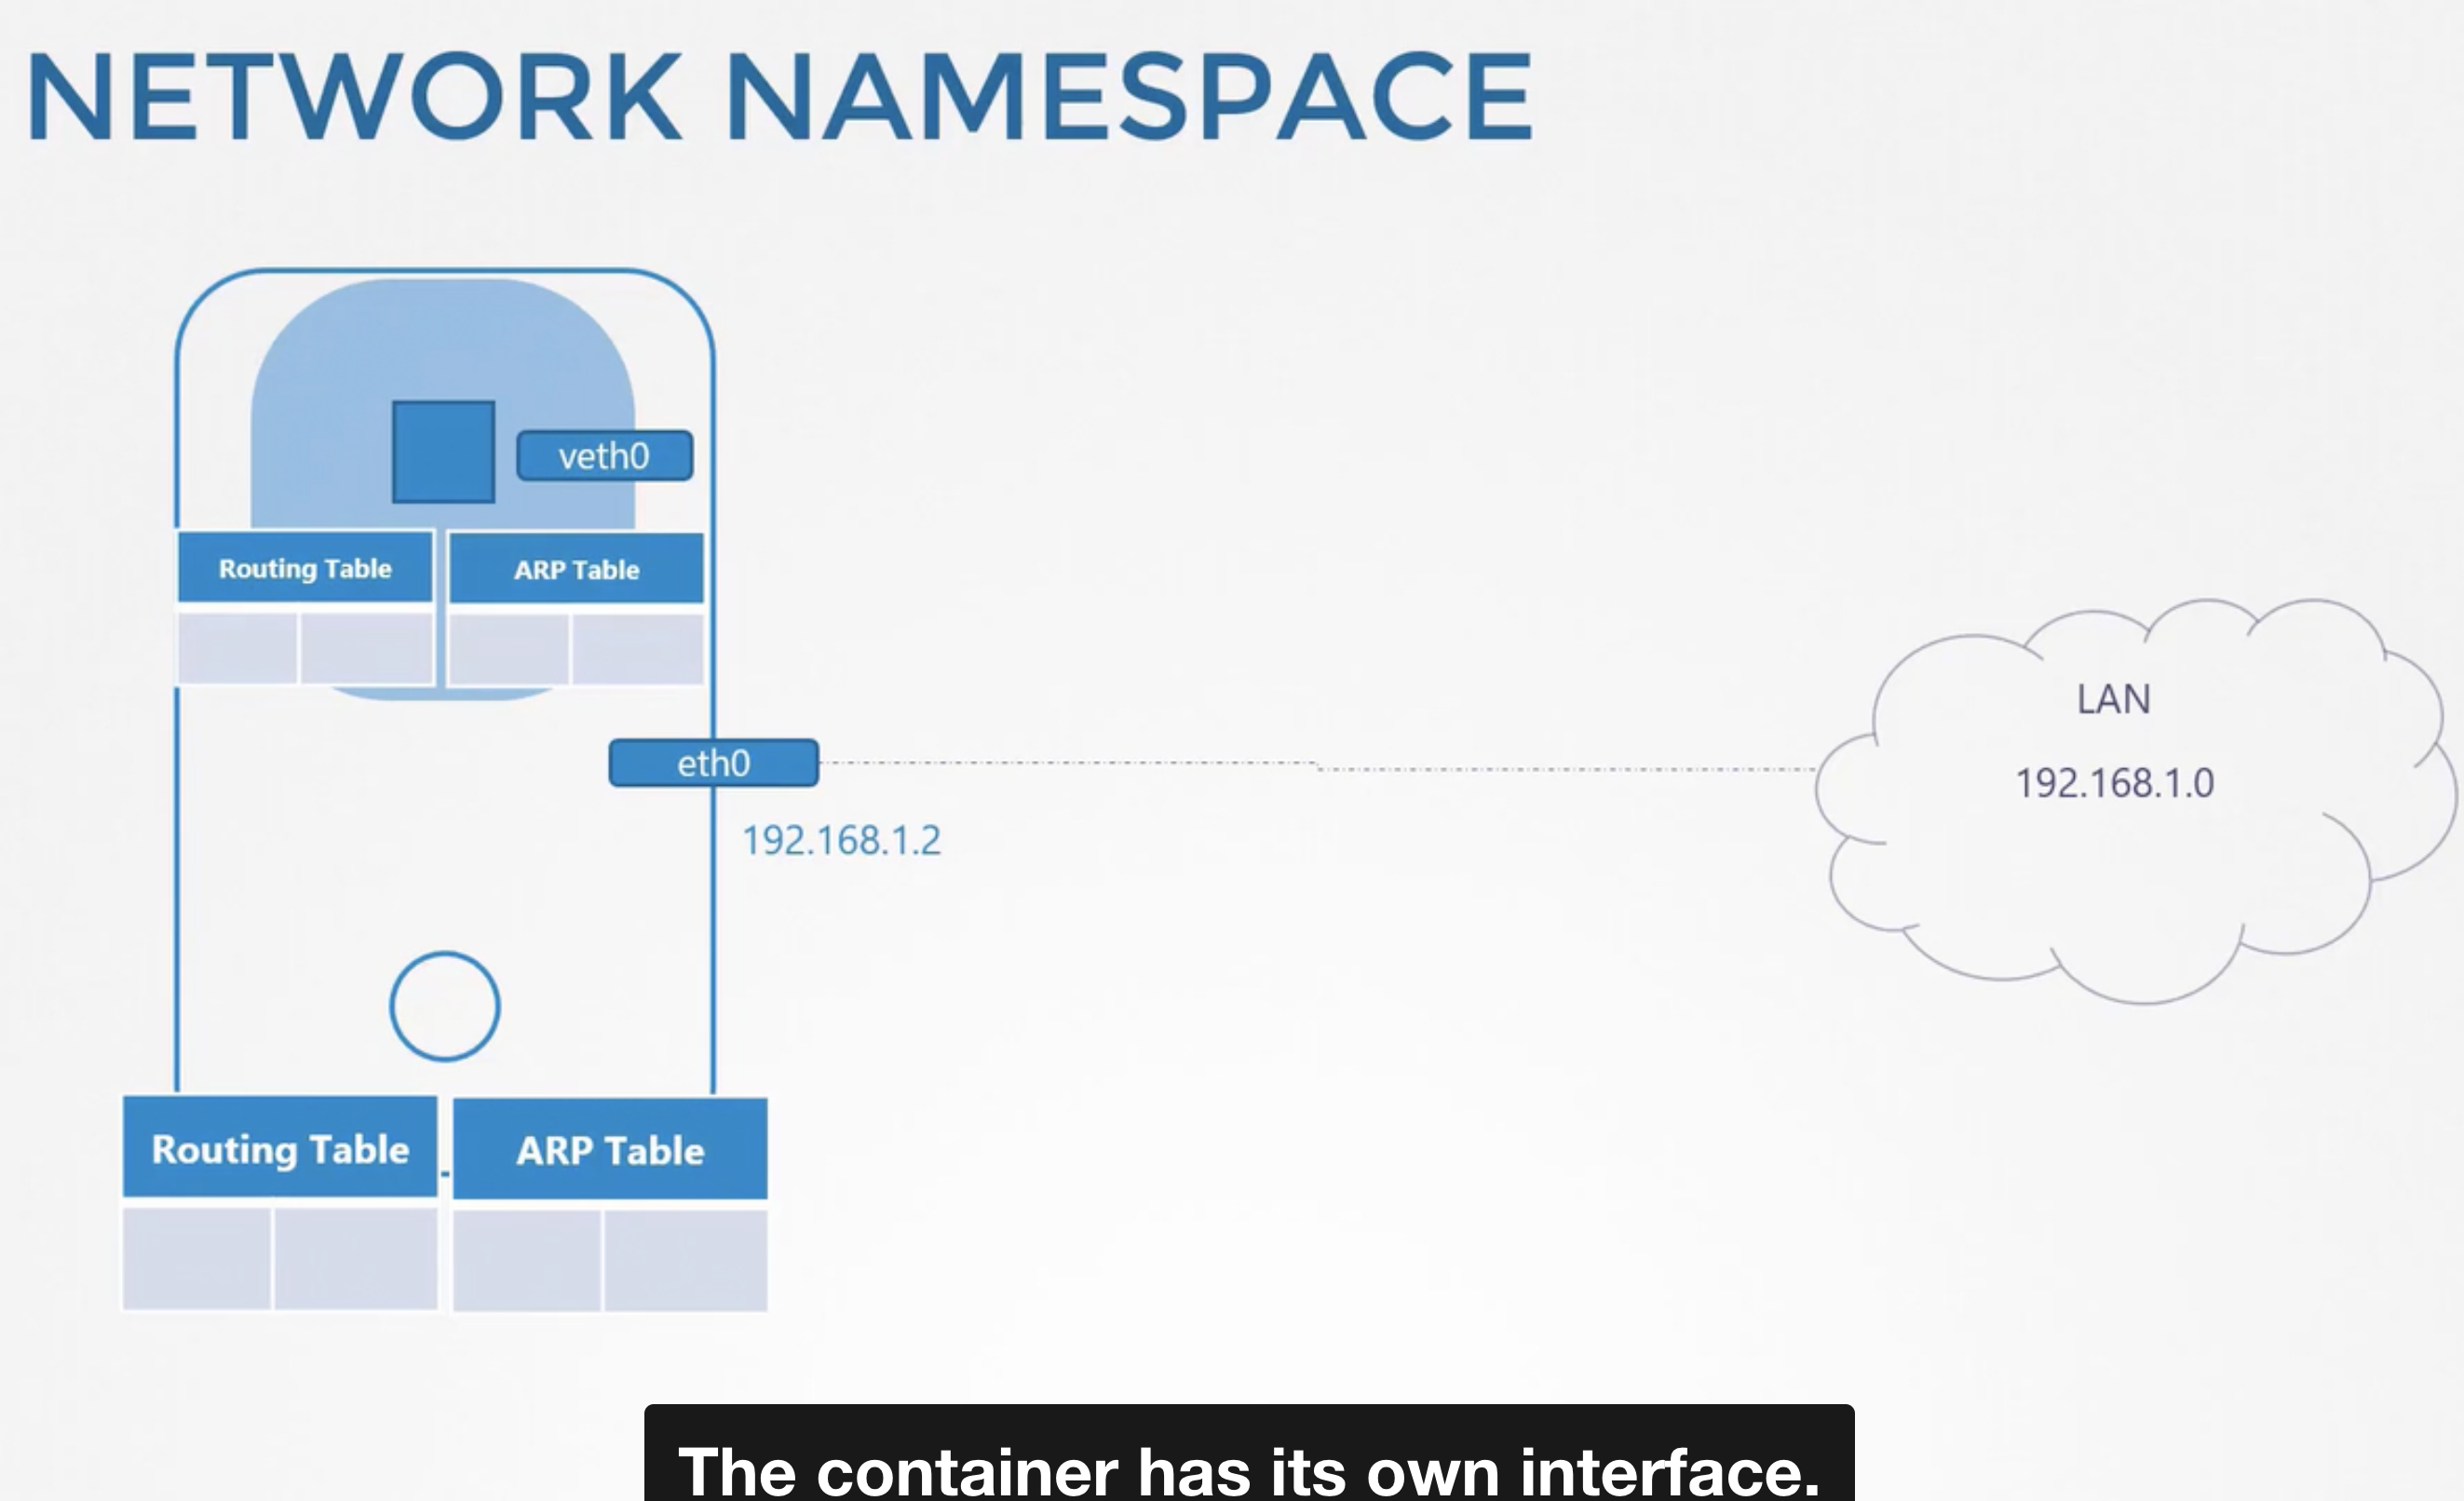 NETWORK NAMESPACE
veth0
Routing Table
ARP Table
eth0
192.168.1.2
LAN
192.168.1.0
Routing Table
ARP Table
The container has its own interface.